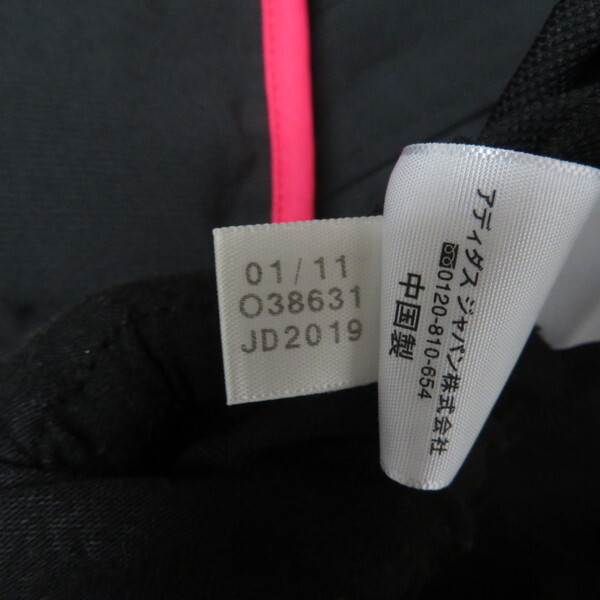 01/11
O38631
JD2019
アディダス ジャパン株式会社
0120-810-654
中国製